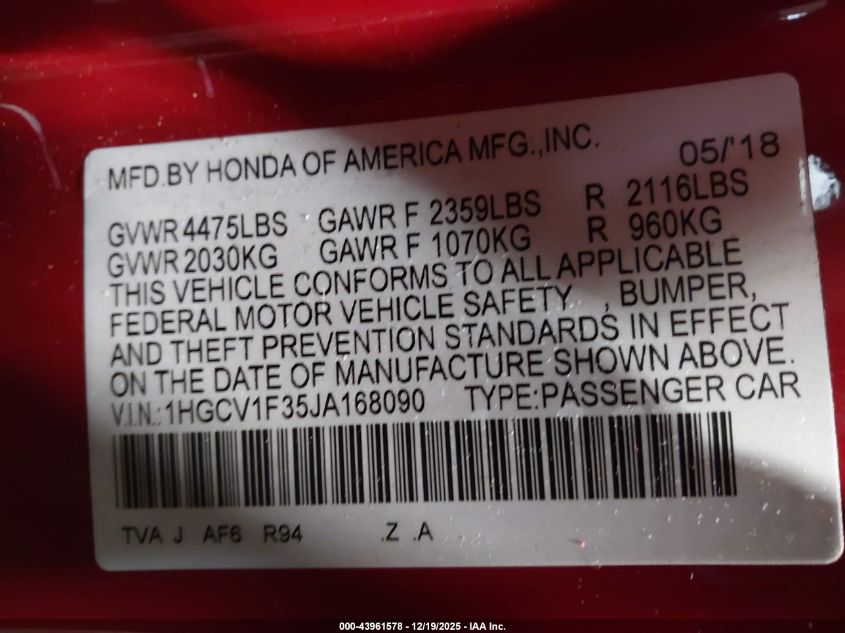 MFD.BY HONDA OF AMERICA MFG.,INC. 05/'18
GVWR 4475LBS GAWR F 2359LBS R 2116LBS
GVWR 2030KG GAWR F 1070KG R 960KG
THIS VEHICLE CONFORMS TO ALL APPLICABLE
FEDERAL MOTOR VEHICLE SAFETY , BUMPER,
AND THEFT PREVENTION STANDARDS IN EFFECT
ON THE DATE OF MANUFACTURE SHOWN ABOVE.
V.I.N.:1HGCV1F35JA168090 TYPE:PASSENGER CAR
TVA J AF6 R94 .Z .A
000-43961578 - 12/19/2025 - IAA Inc.